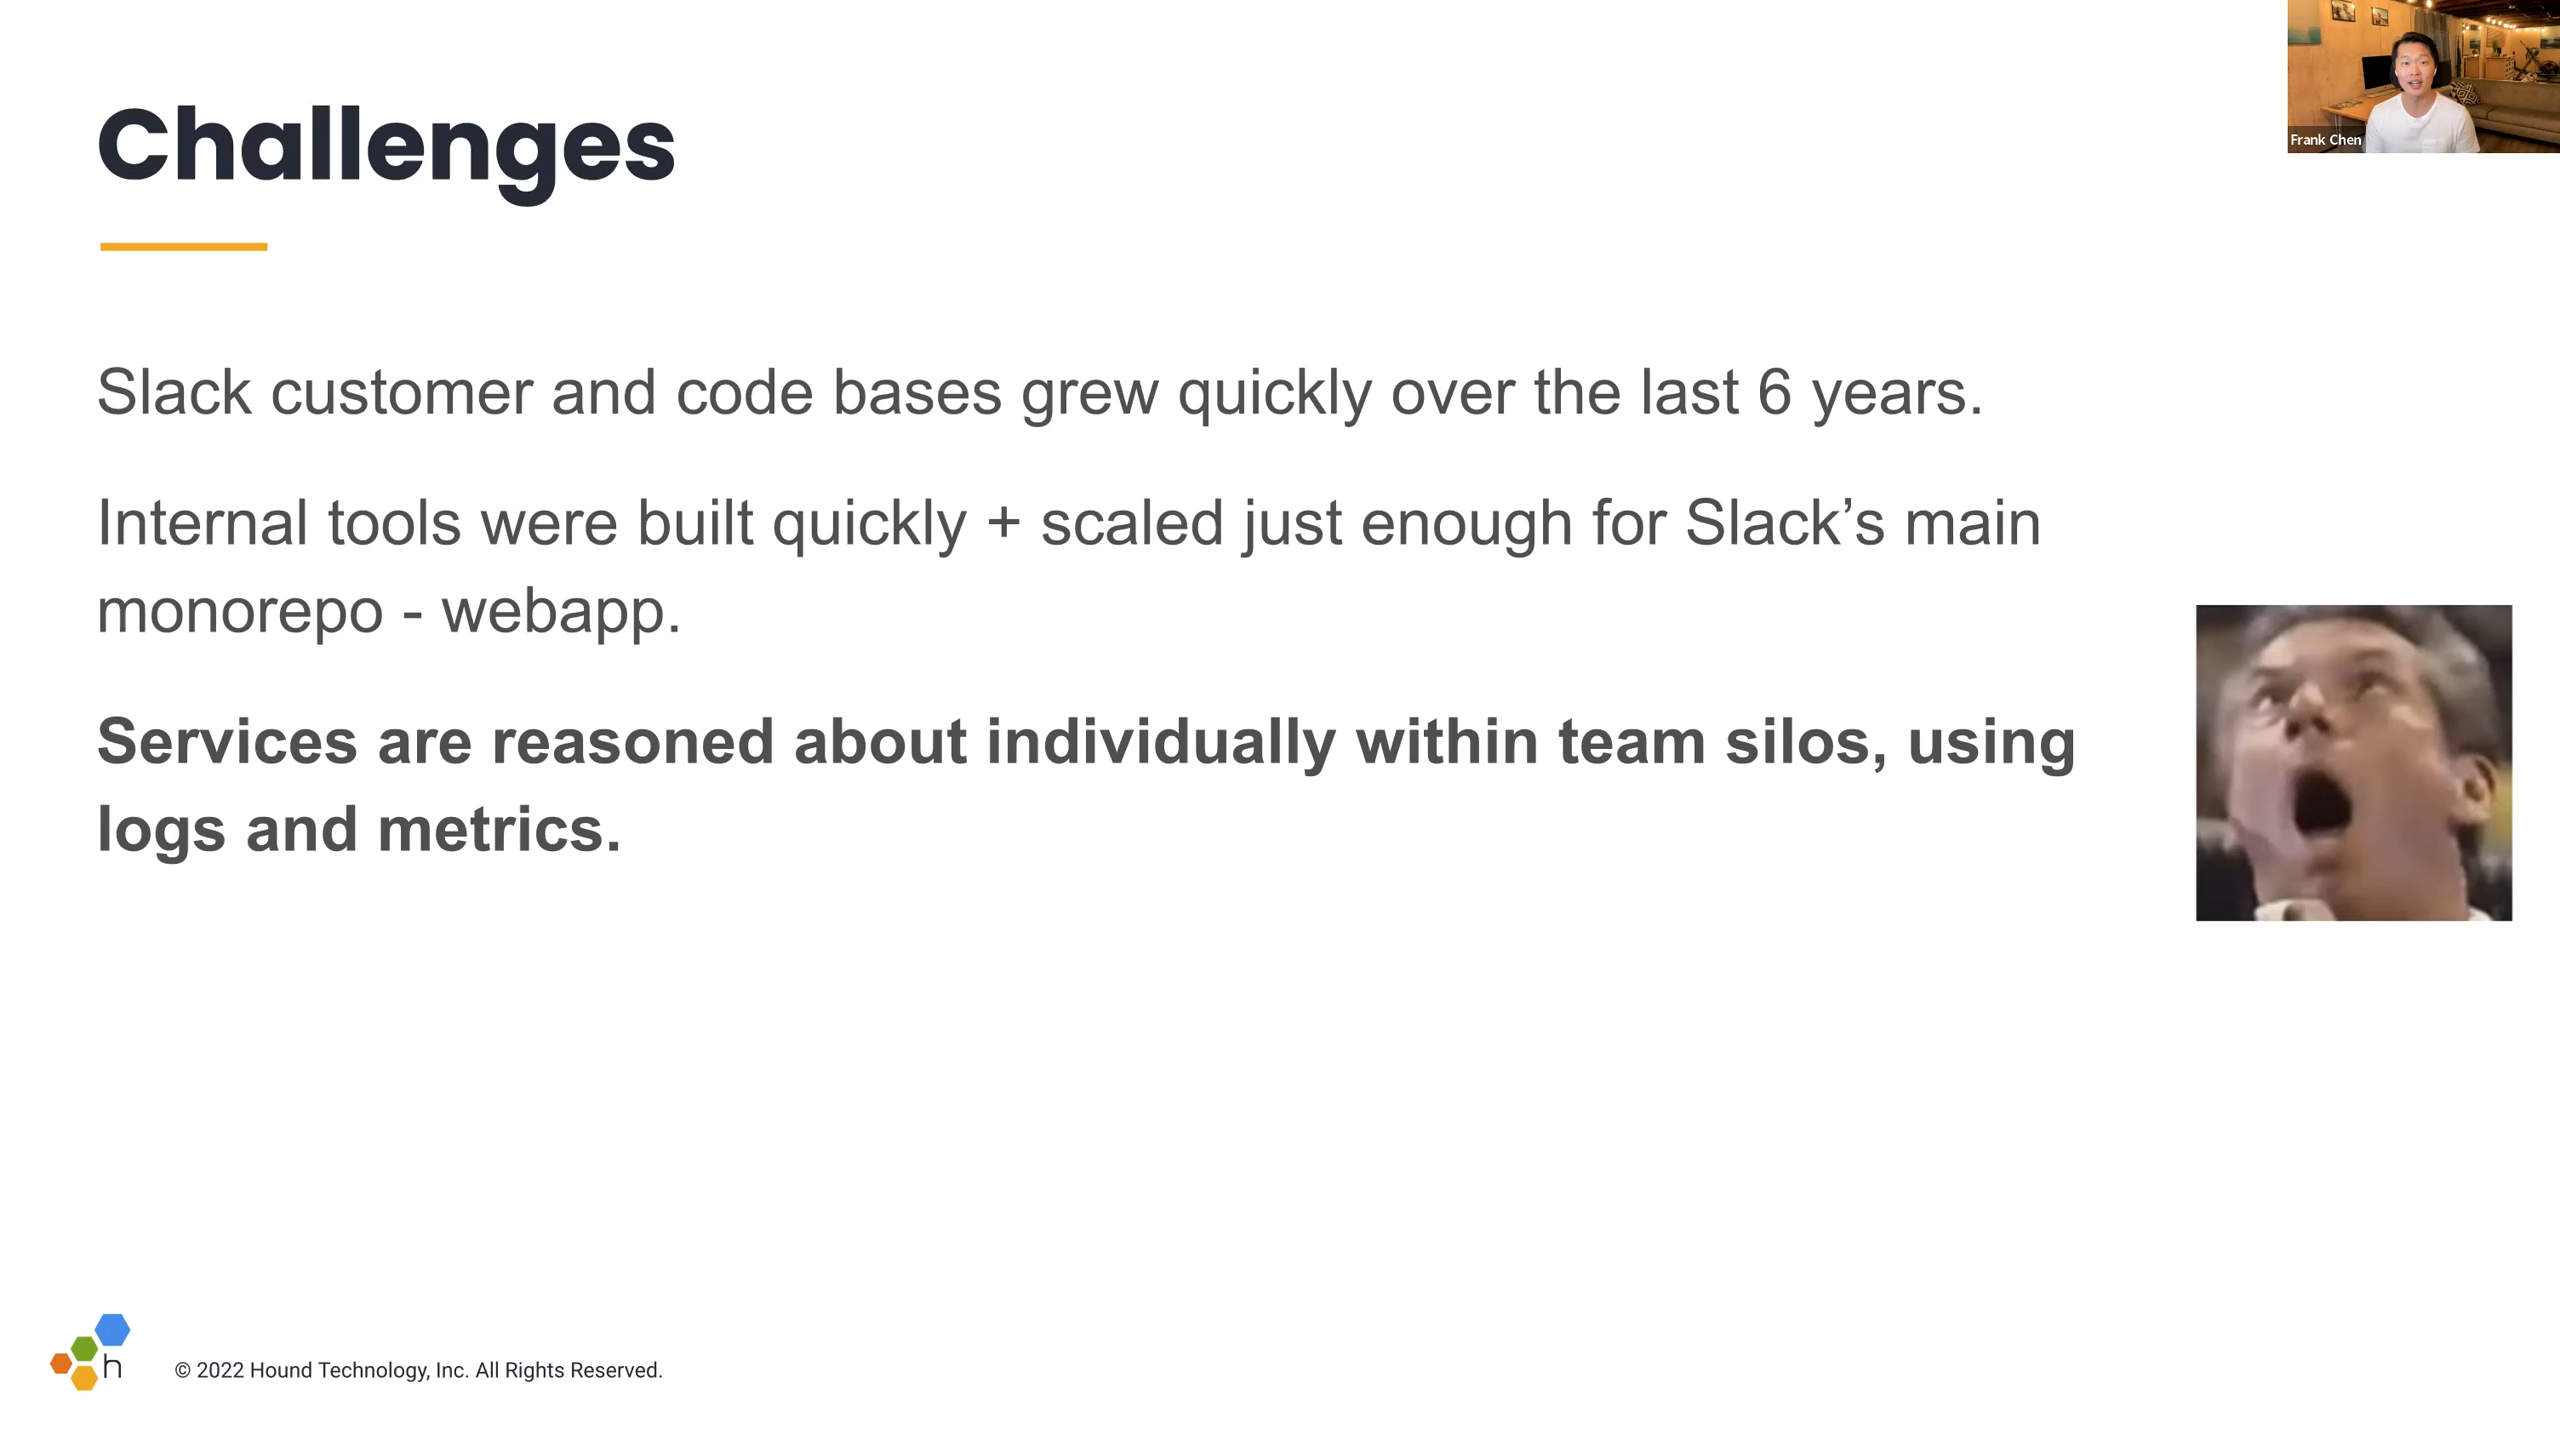 Challenges
Frank Chen
Slack customer and code bases grew quickly over the last 6 years.
Internal tools were built quickly + scaled just enough for Slack’s main
monorepo - webapp.
Services are reasoned about individually within team silos, using
logs and metrics.
h
© 2022 Hound Technology, Inc. All Rights Reserved.